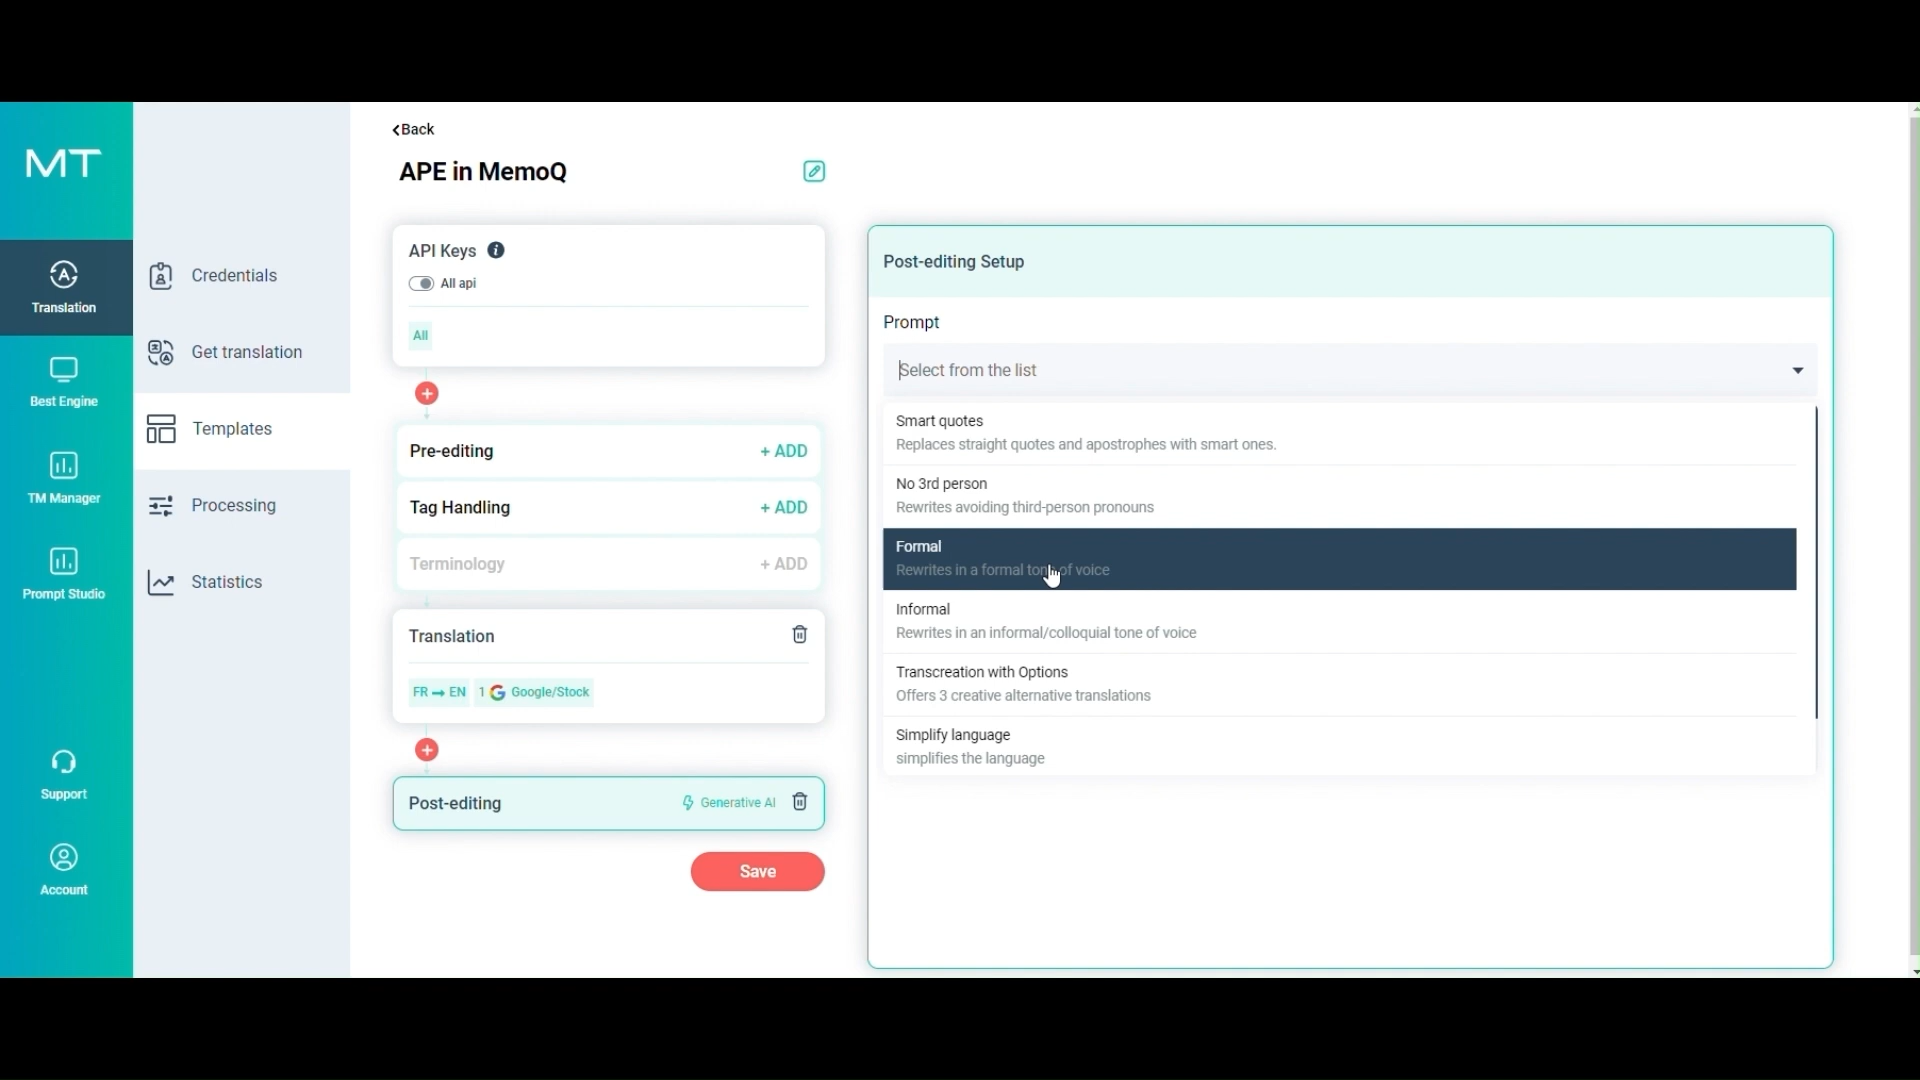 MT
Translation
Best Engine
TM Manager
Prompt Studio
Support
Account
Credentials
Get translation
Templates
Processing
Statistics
Back
APE in MemoQ
API Keys i
All api
All
Pre-editing + ADD
Tag Handling + ADD
Terminology + ADD
Translation
FR → EN 1 G Google/Stock
Post-editing Generative AI
Save
Post-editing Setup
Prompt
Select from the list
Smart quotes
Replaces straight quotes and apostrophes with smart ones.
No 3rd person
Rewrites avoiding third-person pronouns
Formal
Rewrites in a formal tone of voice
Informal
Rewrites in an informal/colloquial tone of voice
Transcreation with Options
Offers 3 creative alternative translations
Simplify language
simplifies the language